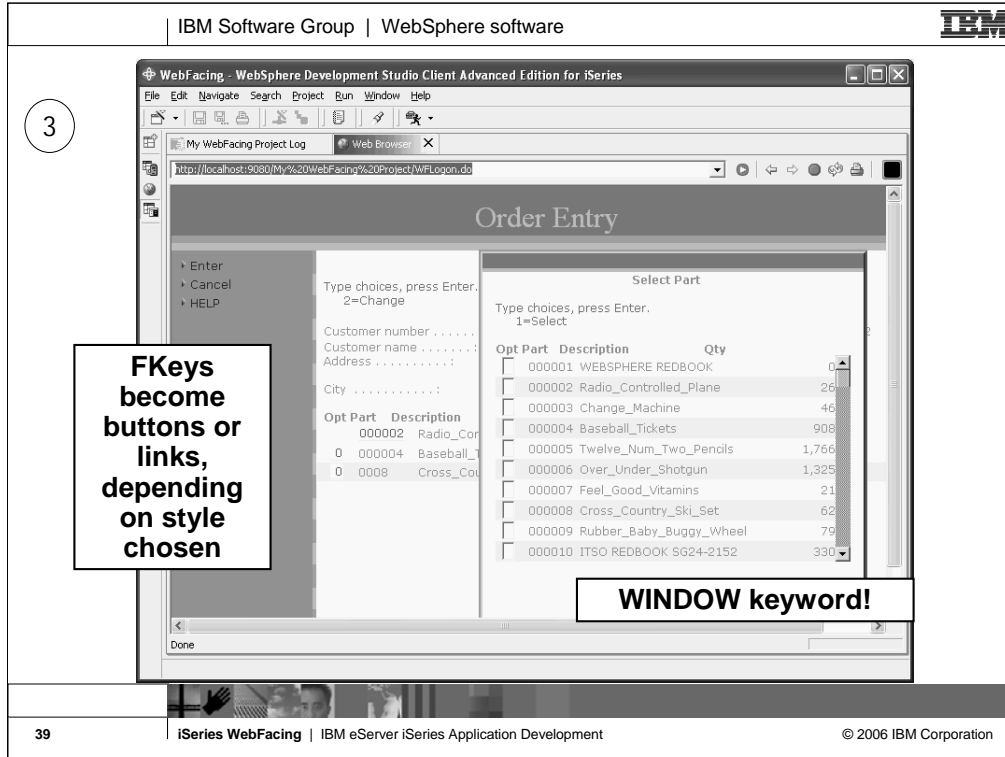 IBM Software Group | WebSphere software
IBM
3
WebFacing - WebSphere Development Studio Client Advanced Edition for iSeries
File Edit Navigate Search Project Run Window Help
My WebFacing Project Log
Web Browser
http://localhost:9080/My%20WebFacing%20Project/WFLogon.do
Order Entry
Enter
Cancel
HELP
Type choices, press Enter.
2=Change
Customer number . . . . . .
Customer name . . . . . . . :
Address . . . . . . . . . . :
City . . . . . . . . . . . . :
Opt Part Description
000002 Radio_Cor
0 000004 Baseball_T
0 0008 Cross_Cou
2
Select Part
Type choices, press Enter.
1=Select
Opt Part Description Qty
000001 WEBSPHERE REDBOOK 0
000002 Radio_Controlled_Plane 26
000003 Change_Machine 46
000004 Baseball_Tickets 908
000005 Twelve_Num_Two_Pencils 1,766
000006 Over_Under_Shotgun 1,325
000007 Feel_Good_Vitamins 21
000008 Cross_Country_Ski_Set 62
000009 Rubber_Baby_Buggy_Wheel 79
000010 ITSO REDBOOK SG24-2152 330
FKeys
become
buttons or
links,
depending
on style
chosen
WINDOW keyword!
Done
39
iSeries WebFacing | IBM eServer iSeries Application Development
© 2006 IBM Corporation